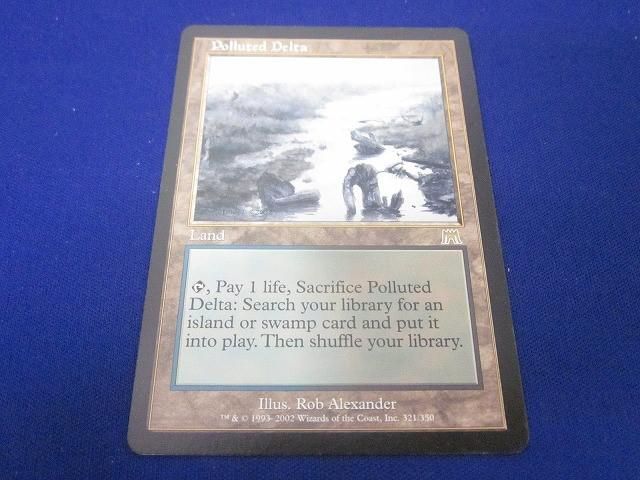 Polluted Delta
Land
, Pay 1 life, Sacrifice Polluted
Delta: Search your library for an
island or swamp card and put it
into play. Then shuffle your library.
Illus. Rob Alexander
™ & © 1993-2002 Wizards of the Coast, Inc. 321/350